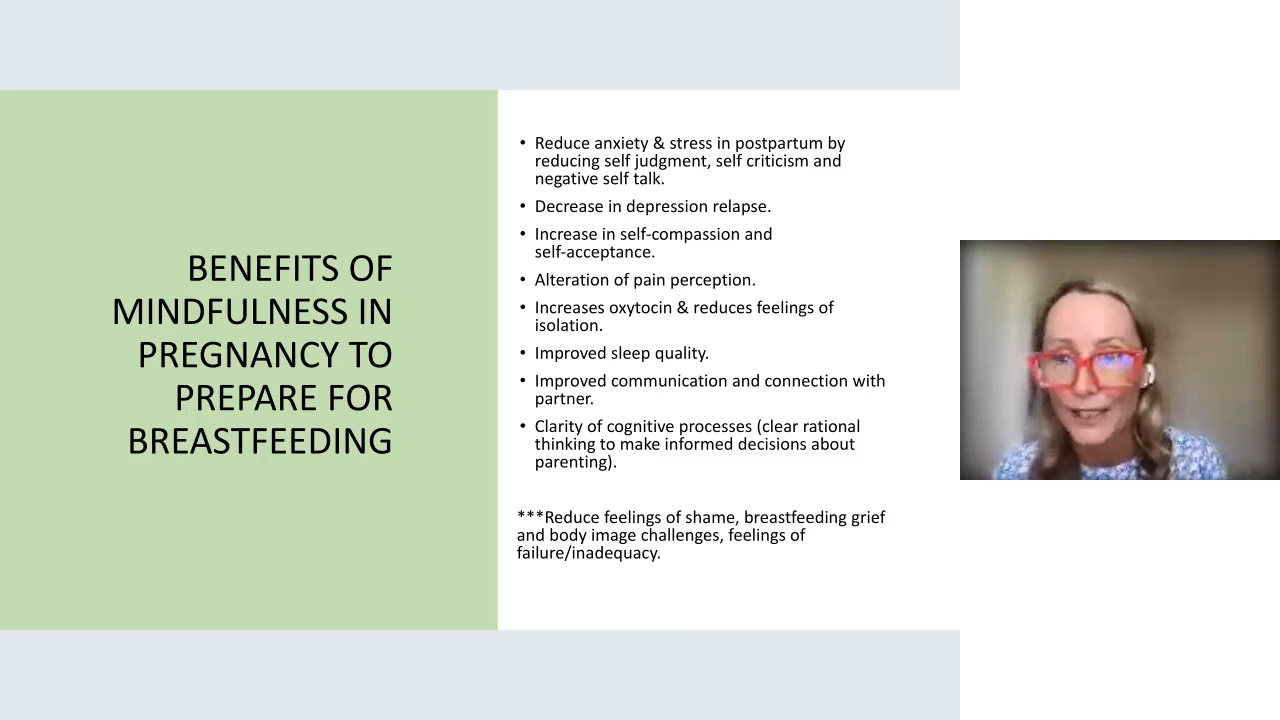 BENEFITS OF
MINDFULNESS IN
PREGNANCY TO
PREPARE FOR
BREASTFEEDING
• Reduce anxiety & stress in postpartum by
reducing self judgment, self criticism and
negative self talk.
• Decrease in depression relapse.
• Increase in self-compassion and
self-acceptance.
• Alteration of pain perception.
• Increases oxytocin & reduces feelings of
isolation.
• Improved sleep quality.
• Improved communication and connection with
partner.
• Clarity of cognitive processes (clear rational
thinking to make informed decisions about
parenting).
***Reduce feelings of shame, breastfeeding grief
and body image challenges, feelings of
failure/inadequacy.